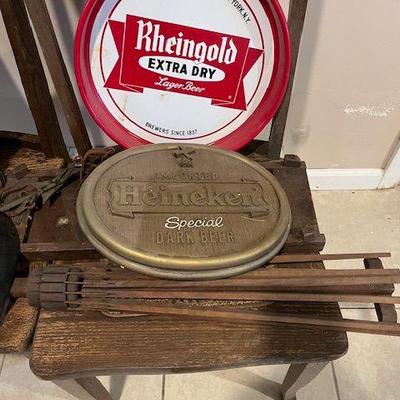 YORK, N.Y.
Rheingold
EXTRA DRY
Lager Beer
BREWERS SINCE 1837
IMPORTED
Heineken
Special
DARK BEER